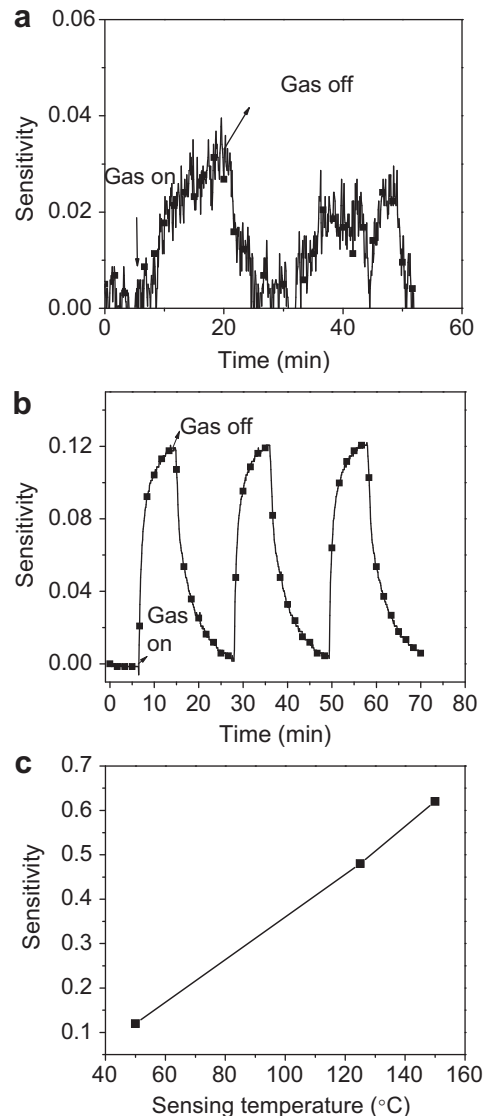 a
0.06
0.04
0.02
0.00
Sensitivity
Gas on
Gas off
0 20 40 60
Time (min)
b
0.12
0.08
0.04
0.00
Sensitivity
Gas off
Gas
on
0 10 20 30 40 50 60 70 80
Time (min)
c
0.7
0.6
0.5
0.4
0.3
0.2
0.1
Sensitivity
40 60 80 100 120 140 160
Sensing temperature (°C)